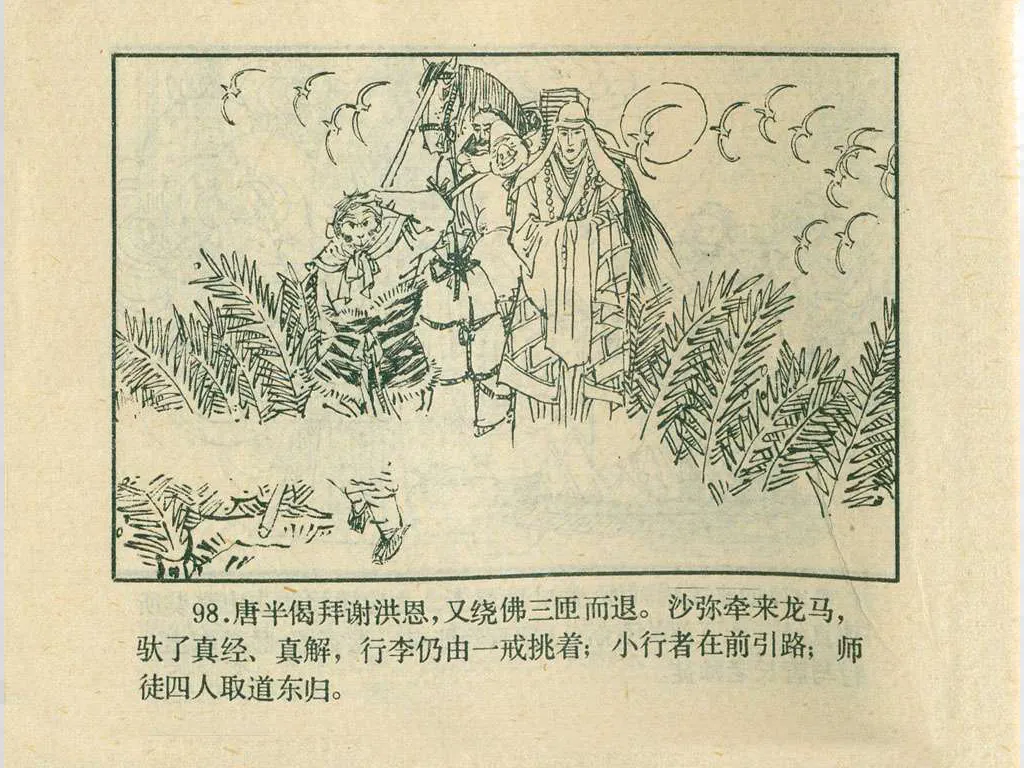 98.唐半偈拜谢洪恩，又绕佛三匝而退。沙弥牵来龙马，
驮了真经、真解，行李仍由一戒挑着；小行者在前引路；师
徒四人取道东归。